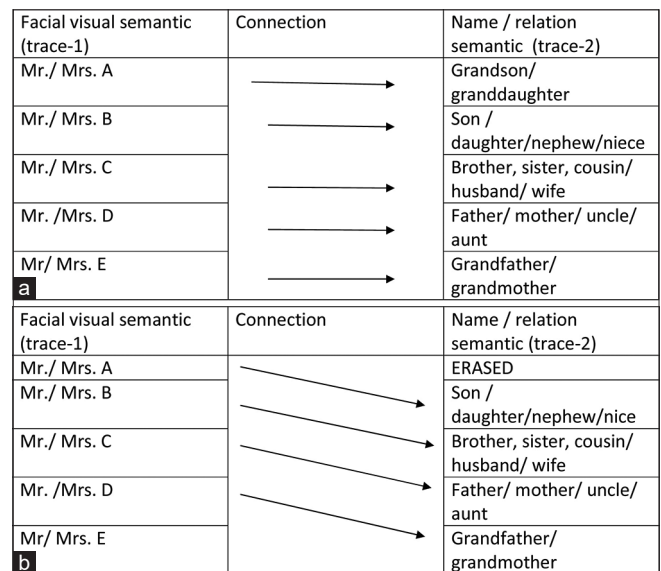 Facial visual semantic
(trace-1)
Connection
Name / relation
semantic  (trace-2)
Mr./ Mrs. A
Grandson/
granddaughter
Mr./ Mrs. B
Son /
daughter/nephew/niece
Mr./ Mrs. C
Brother, sister, cousin/
husband/ wife
Mr. /Mrs. D
Father/ mother/ uncle/
aunt
Mr/ Mrs. E
Grandfather/
grandmother
a
Facial visual semantic
(trace-1)
Connection
Name / relation
semantic (trace-2)
Mr./ Mrs. A
ERASED
Mr./ Mrs. B
Son /
daughter/nephew/nice
Mr./ Mrs. C
Brother, sister, cousin/
husband/ wife
Mr. /Mrs. D
Father/ mother/ uncle/
aunt
Mr/ Mrs. E
Grandfather/
grandmother
b